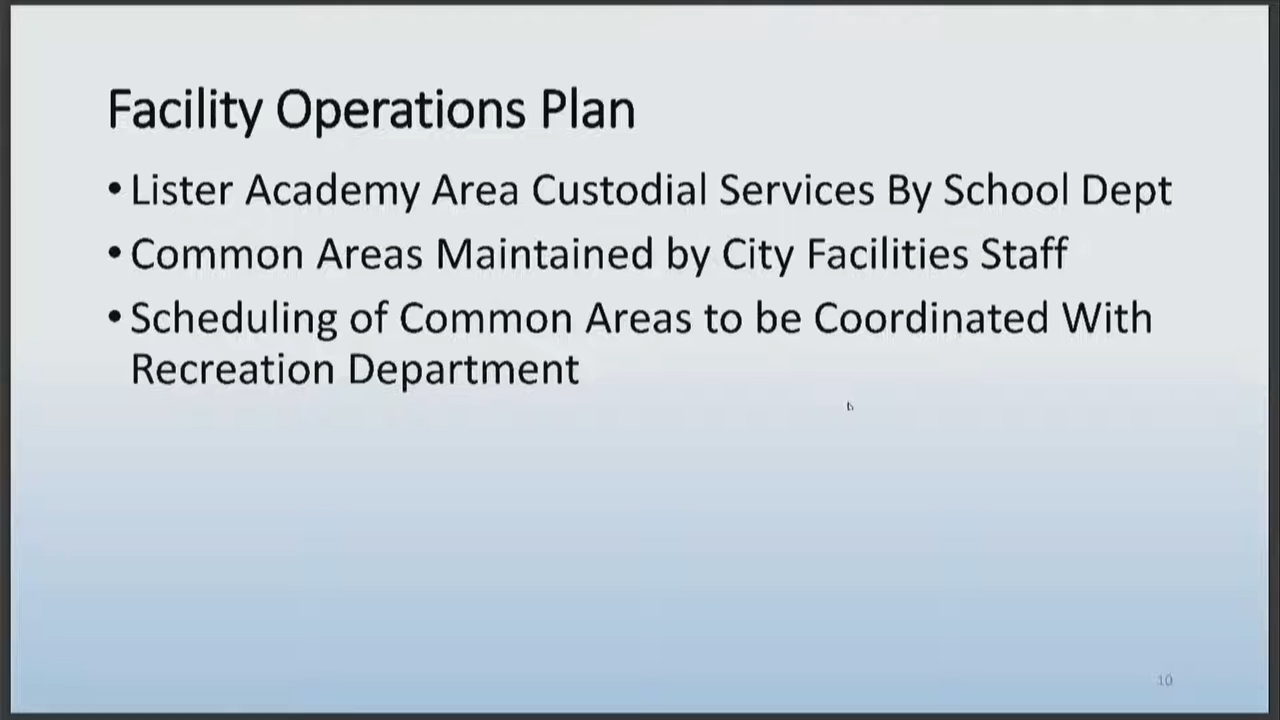 Facility Operations Plan
• Lister Academy Area Custodial Services By School Dept
• Common Areas Maintained by City Facilities Staff
• Scheduling of Common Areas to be Coordinated With
Recreation Department
10